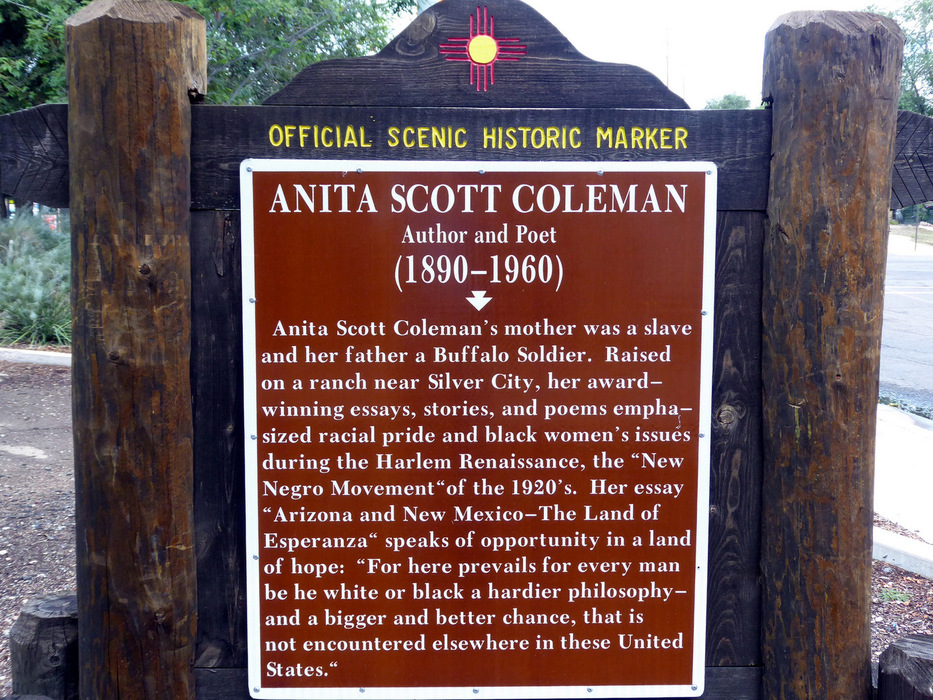 OFFICIAL SCENIC HISTORIC MARKER
ANITA SCOTT COLEMAN
Author and Poet
(1890–1960)
Anita Scott Coleman's mother was a slave
and her father a Buffalo Soldier. Raised
on a ranch near Silver City, her award–
winning essays, stories, and poems empha–
sized racial pride and black women's issues
during the Harlem Renaissance, the “New
Negro Movement“of the 1920's. Her essay
“Arizona and New Mexico–The Land of
Esperanza“ speaks of opportunity in a land
of hope: “For here prevails for every man
be he white or black a hardier philosophy–
and a bigger and better chance, that is
not encountered elsewhere in these United
States.“